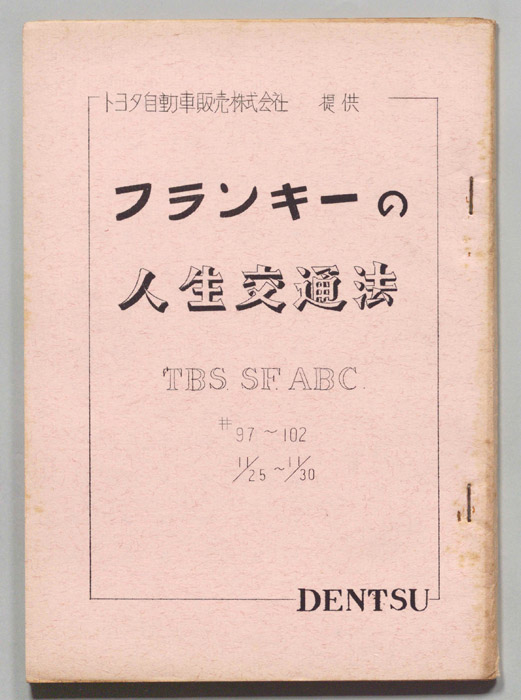 トヨタ自動車販売株式会社 提供
フランキーの
人生交通法
TBS. SF. ABC.
#97~102
11/25~11/30
DENTSU